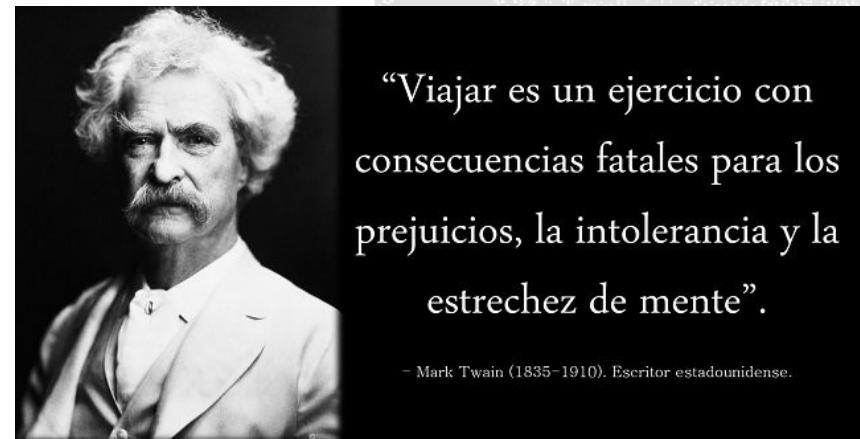 “Viajar es un ejercicio con
consecuencias fatales para los
prejuicios, la intolerancia y la
estrechez de mente”.
- Mark Twain (1835-1910). Escritor estadounidense.